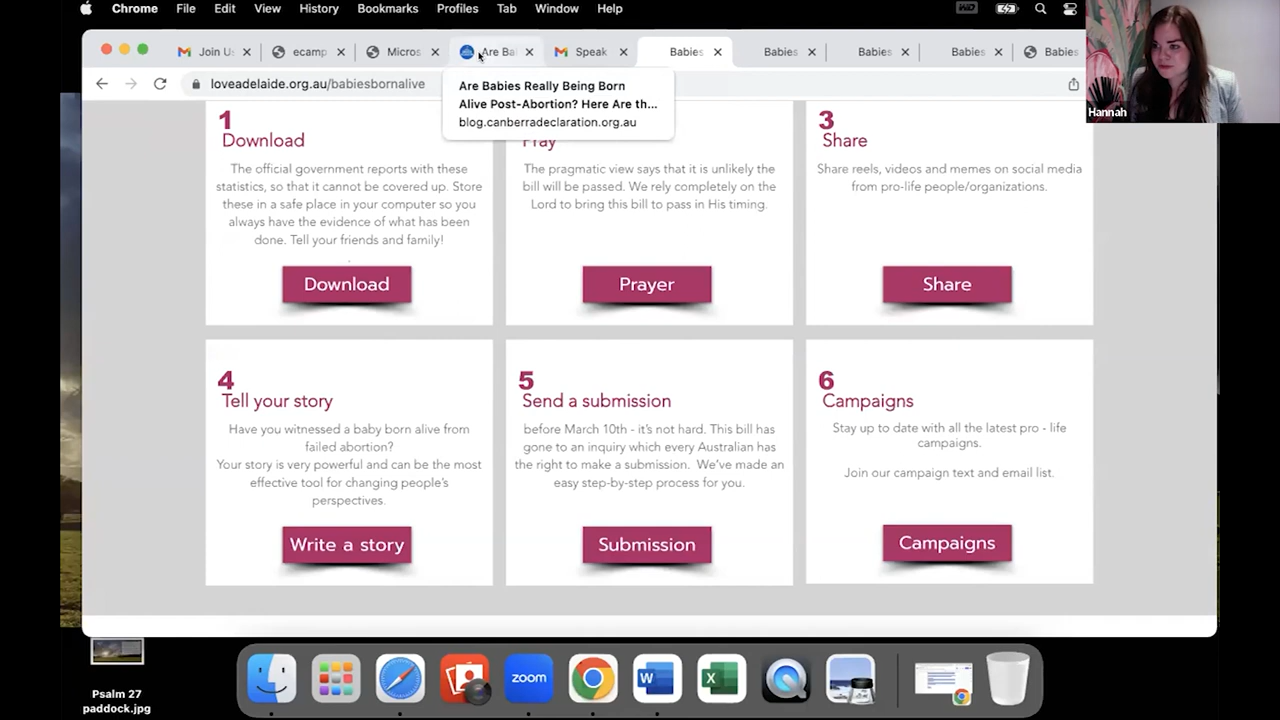 Chrome File Edit View History Bookmarks Profiles Tab Window Help
Join U
ecamp
Micros
Are Ba
Speak
Babies
Babies
Babies
Babies
Babies
loveadelaide.org.au/babiesbornalive
Are Babies Really Being Born
Alive Post-Abortion? Here Are th...
blog.canberradeclaration.org.au
Hannah
1
Download
The official government reports with these
statistics, so that it cannot be covered up. Store
these in a safe place in your computer so you
always have the evidence of what has been
done. Tell your friends and family!
Download
Pray
The pragmatic view says that it is unlikely the
bill will be passed. We rely completely on the
Lord to bring this bill to pass in His timing.
Prayer
3
Share
Share reels, videos and memes on social media
from pro-life people/organizations.
Share
4
Tell your story
Have you witnessed a baby born alive from
failed abortion?
Your story is very powerful and can be the most
effective tool for changing people's
perspectives.
Write a story
5
Send a submission
before March 10th - it's not hard. This bill has
gone to an inquiry which every Australian has
the right to make a submission. We've made an
easy step-by-step process for you.
Submission
6
Campaigns
Stay up to date with all the latest pro - life
campaigns.
Join our campaign text and email list.
Campaigns
zoom
Psalm 27
paddock.jpg